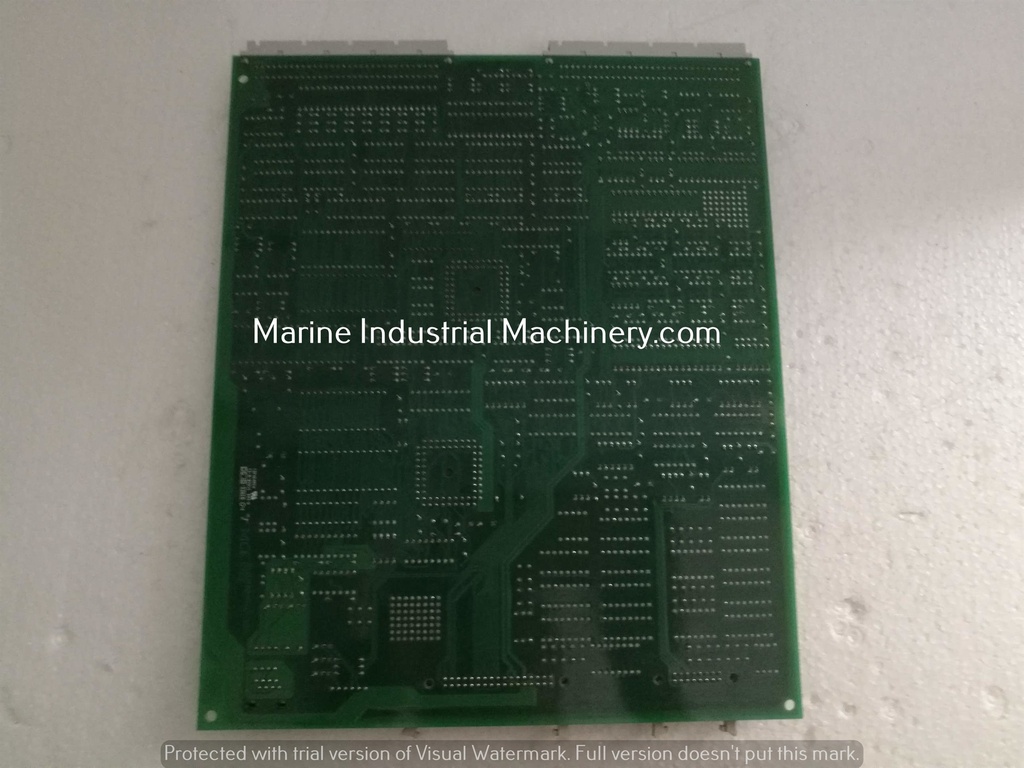 Marine Industrial Machinery.com
Protected with trial version of Visual Watermark. Full version doesn't put this mark.